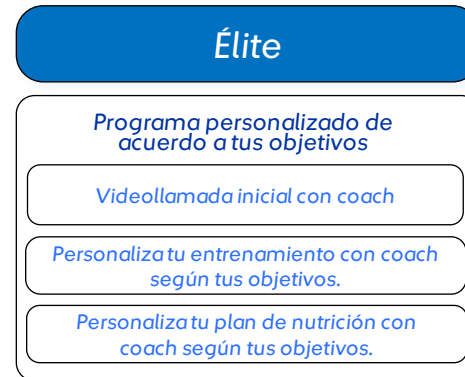 Élite
Programa personalizado de
acuerdo a tus objetivos
Videollamada inicial con coach
Personaliza tu entrenamiento con coach
según tus objetivos.
Personaliza tu plan de nutrición con
coach según tus objetivos.